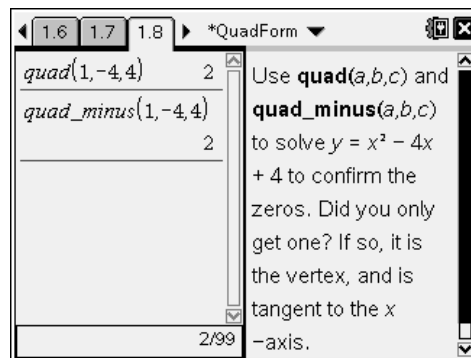 1.6 1.7 1.8 *QuadForm
quad(1,-4,4) 2
quad_minus(1,-4,4)
2
2/99
Use quad(a,b,c) and
quad_minus(a,b,c)
to solve y = x² – 4x
+ 4 to confirm the
zeros. Did you only
get one? If so, it is
the vertex, and is
tangent to the x
–axis.